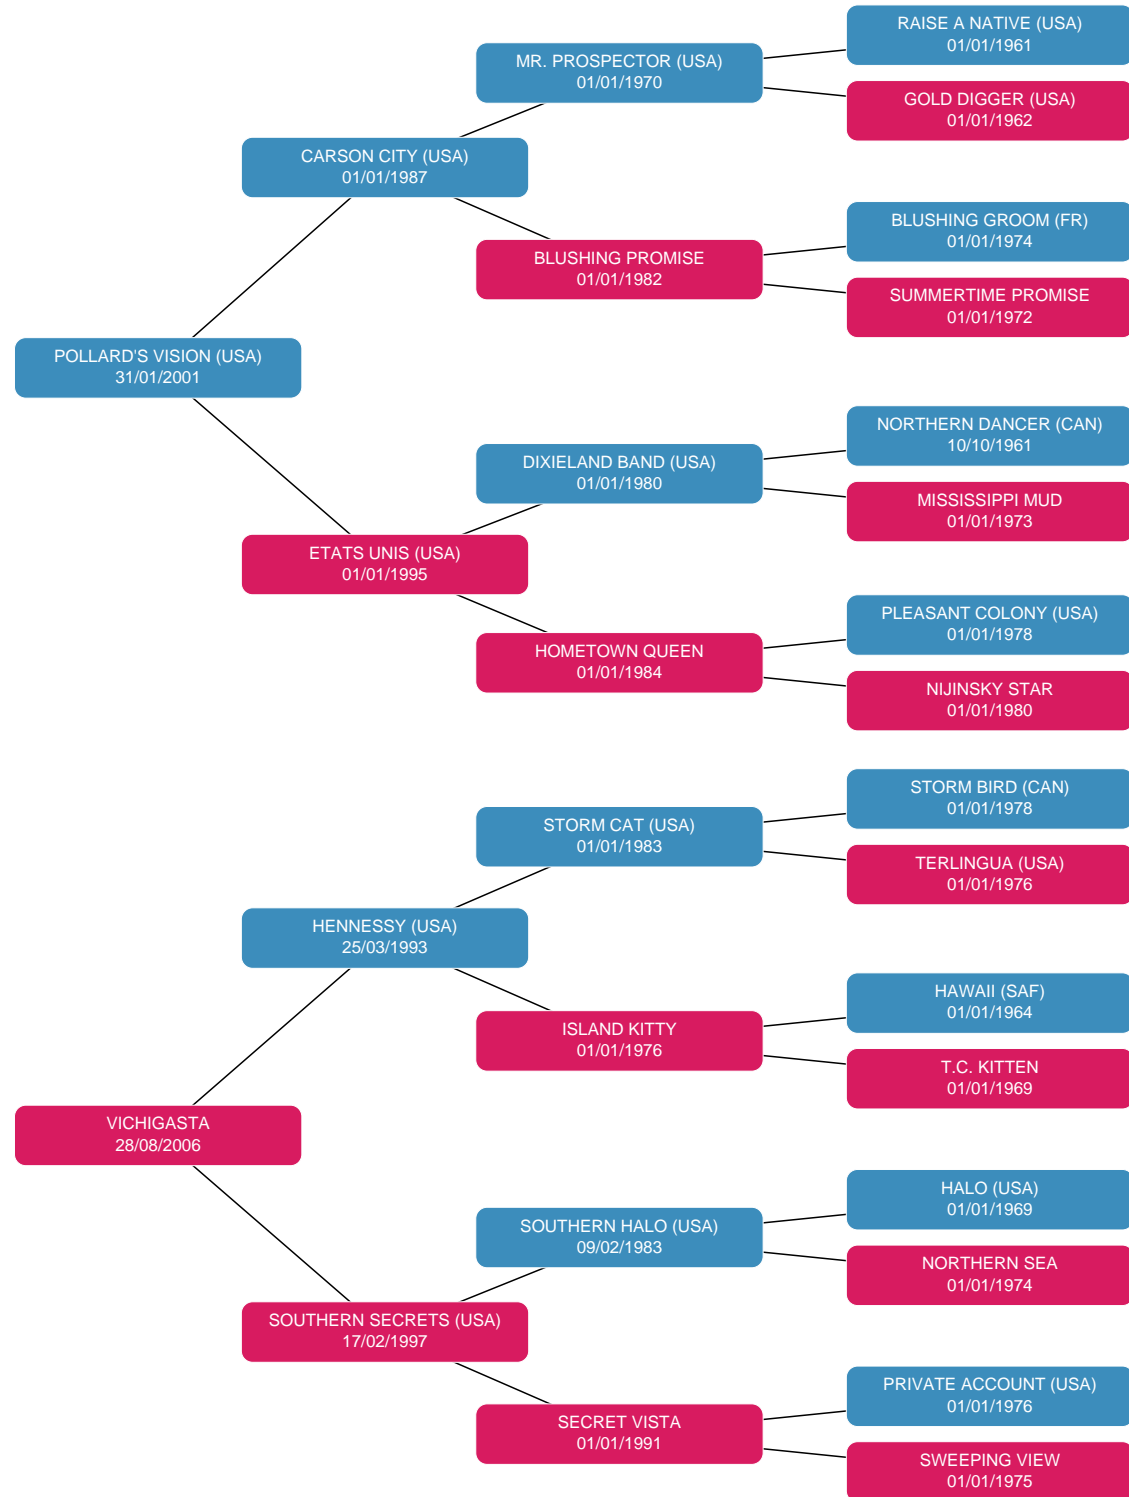 RAISE A NATIVE (USA)
01/01/1961
MR. PROSPECTOR (USA)
01/01/1970
GOLD DIGGER (USA)
01/01/1962
CARSON CITY (USA)
01/01/1987
BLUSHING GROOM (FR)
01/01/1974
BLUSHING PROMISE
01/01/1982
SUMMERTIME PROMISE
01/01/1972
POLLARD'S VISION (USA)
31/01/2001
NORTHERN DANCER (CAN)
10/10/1961
DIXIELAND BAND (USA)
01/01/1980
MISSISSIPPI MUD
01/01/1973
ETATS UNIS (USA)
01/01/1995
PLEASANT COLONY (USA)
01/01/1978
HOMETOWN QUEEN
01/01/1984
NIJINSKY STAR
01/01/1980
STORM BIRD (CAN)
01/01/1978
STORM CAT (USA)
01/01/1983
TERLINGUA (USA)
01/01/1976
HENNESSY (USA)
25/03/1993
HAWAII (SAF)
01/01/1964
ISLAND KITTY
01/01/1976
T.C. KITTEN
01/01/1969
VICHIGASTA
28/08/2006
HALO (USA)
01/01/1969
SOUTHERN HALO (USA)
09/02/1983
NORTHERN SEA
01/01/1974
SOUTHERN SECRETS (USA)
17/02/1997
PRIVATE ACCOUNT (USA)
01/01/1976
SECRET VISTA
01/01/1991
SWEEPING VIEW
01/01/1975